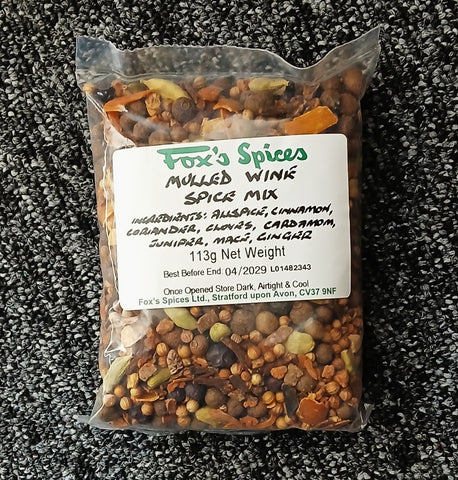 Fox's Spices
MULLED WINE
SPICE MIX
INGREDIENTS: ALLSPICE, CINNAMON,
CORIANDER, CLOVES, CARDAMOM,
JUNIPER, MACE, GINGER
113g Net Weight
Best Before End 04/2029 L01482343
Once Opened Store Dark, Airtight & Cool
Fox's Spices Ltd., Stratford upon Avon, CV37 9NF